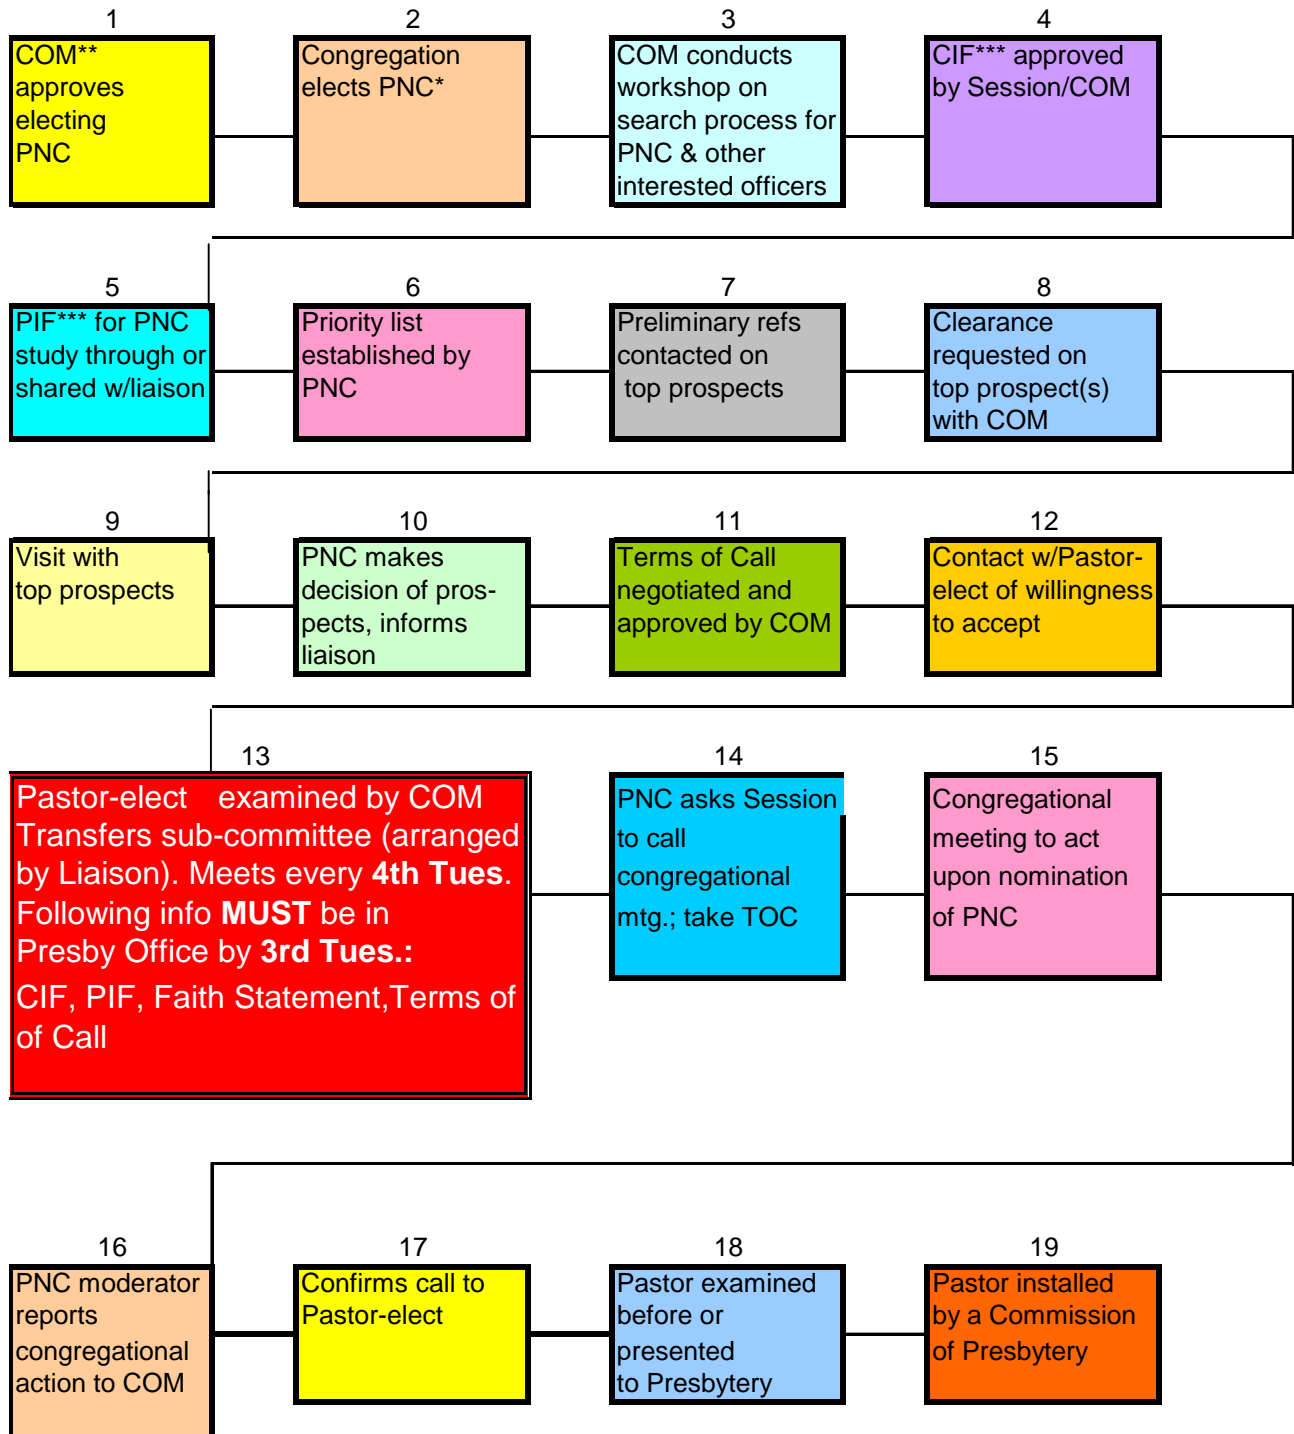 1
COM**
approves
electing
PNC
2
Congregation
elects PNC*
3
COM conducts
workshop on
search process for
PNC & other
interested officers
4
CIF*** approved
by Session/COM
5
PIF*** for PNC
study through or
shared w/liaison
6
Priority list
established by
PNC
7
Preliminary refs
contacted on
top prospects
8
Clearance
requested on
top prospect(s)
with COM
9
Visit with
top prospects
10
PNC makes
decision of pros-
pects, informs
liaison
11
Terms of Call
negotiated and
approved by COM
12
Contact w/Pastor-
elect of willingness
to accept
13
Pastor-elect examined by COM
Transfers sub-committee (arranged
by Liaison). Meets every 4th Tues.
Following info MUST be in
Presby Office by 3rd Tues.:
CIF, PIF, Faith Statement,Terms of
of Call
14
PNC asks Session
to call
congregational
mtg.; take TOC
15
Congregational
meeting to act
upon nomination
of PNC
16
PNC moderator
reports
congregational
action to COM
17
Confirms call to
Pastor-elect
18
Pastor examined
before or
presented
to Presbytery
19
Pastor installed
by a Commission
of Presbytery